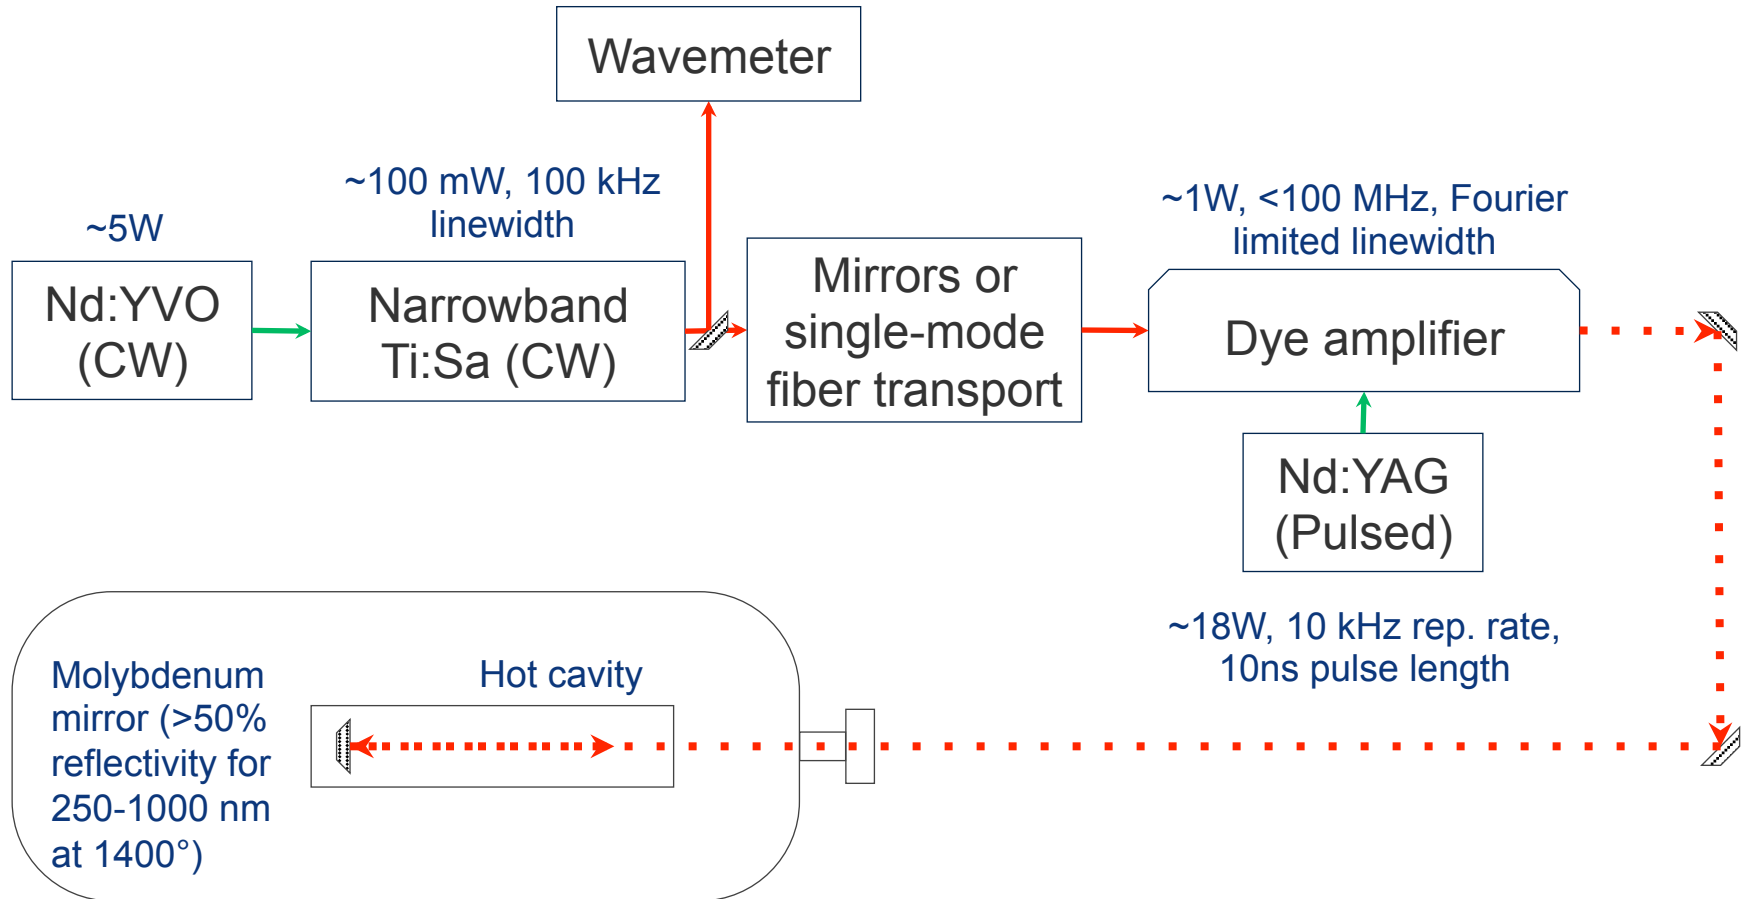 Wavemeter
~100 mW, 100 kHz
linewidth
~5W
~1W, <100 MHz, Fourier
limited linewidth
Nd:YVO
(CW)
Narrowband
Ti:Sa (CW)
Mirrors or
single-mode
fiber transport
Dye amplifier
Nd:YAG
(Pulsed)
~18W, 10 kHz rep. rate,
10ns pulse length
Molybdenum
mirror (>50%
reflectivity for
250-1000 nm
at 1400°)
Hot cavity